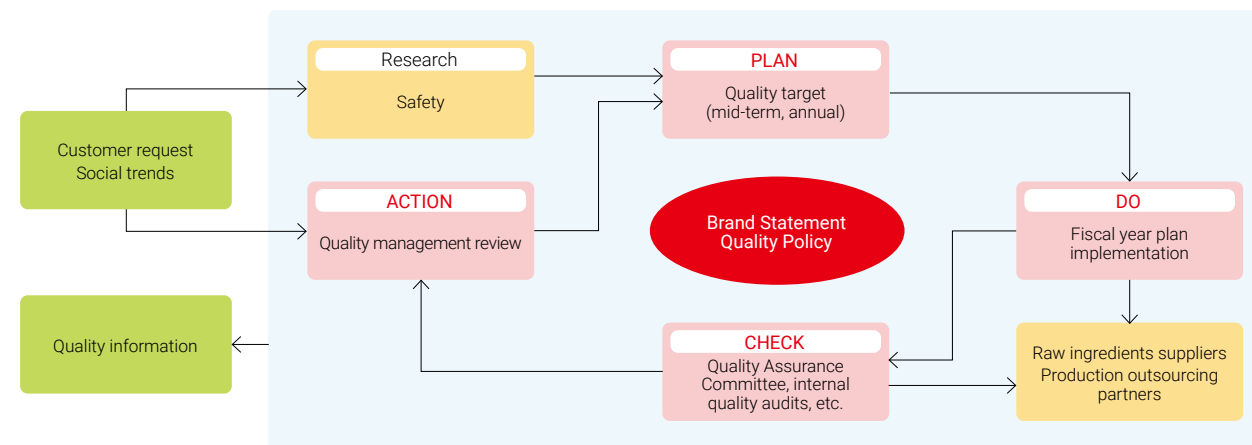 Research
Safety
PLAN
Quality target
(mid-term, annual)
Customer request
Social trends
ACTION
Quality management review
Brand Statement
Quality Policy
DO
Fiscal year plan
implementation
Quality information
CHECK
Quality Assurance
Committee, internal
quality audits, etc.
Raw ingredients suppliers
Production outsourcing
partners